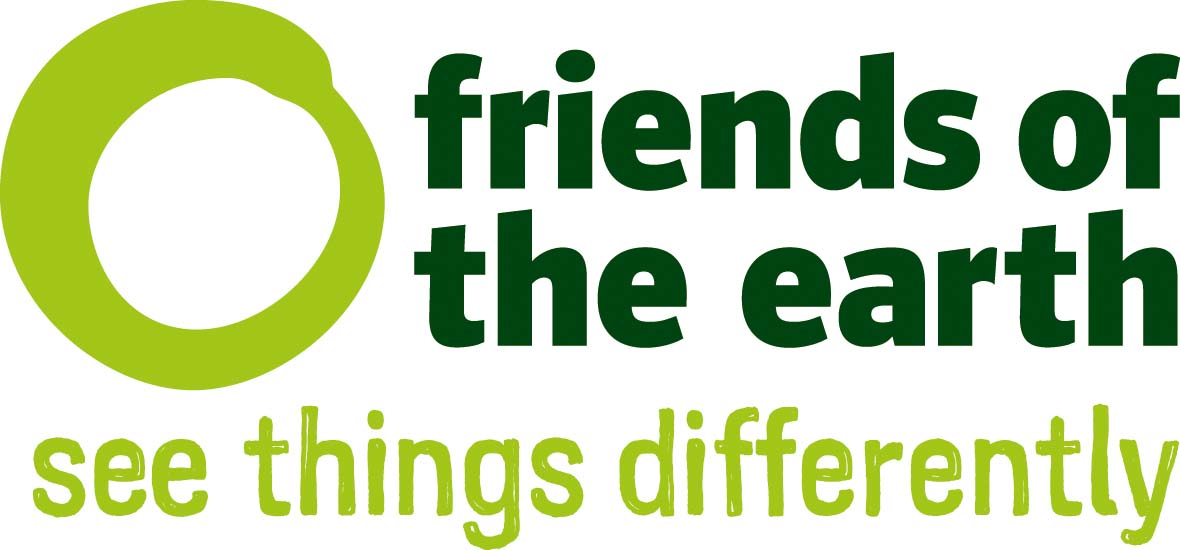 friends of
the earth
see things differently